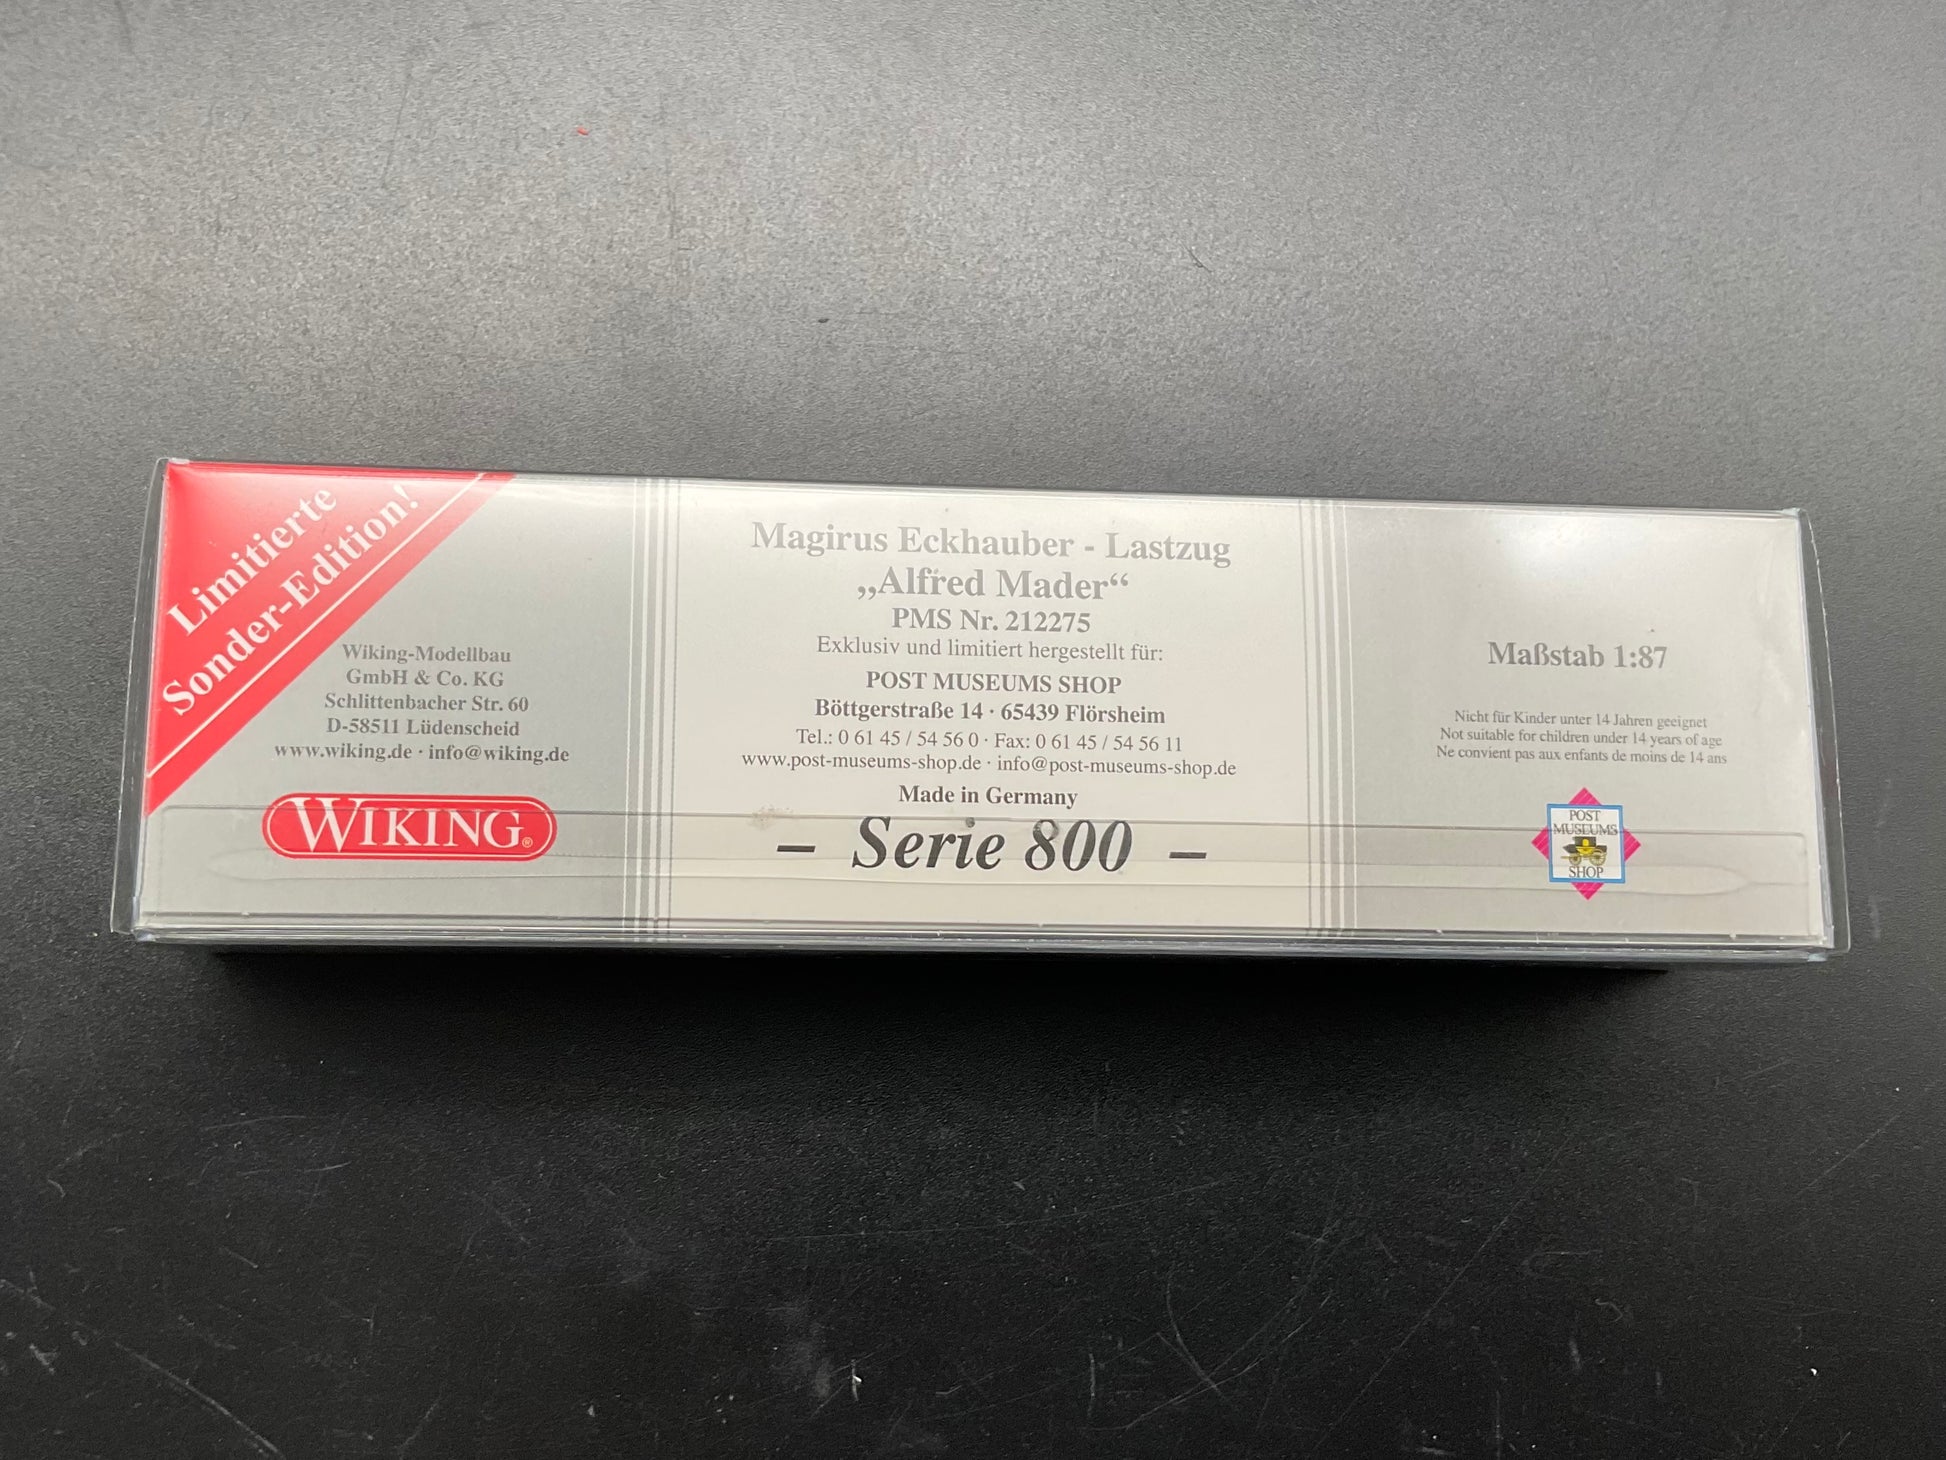 Limitierte
Sonder-Edition!
Wiking-Modellbau
GmbH & Co. KG
Schlittenbacher Str. 60
D-58511 Lüdenscheid
www.wiking.de · info@wiking.de
WIKING®
Magirus Eckhauber - Lastzug
„Alfred Mader“
PMS Nr. 212275
Exklusiv und limitiert hergestellt für:
POST MUSEUMS SHOP
Böttgerstraße 14 · 65439 Flörsheim
Tel.: 0 61 45 / 54 56 0 · Fax: 0 61 45 / 54 56 11
www.post-museums-shop.de · info@post-museums-shop.de
Made in Germany
– Serie 800 –
Maßstab 1:87
Nicht für Kinder unter 14 Jahren geeignet
Not suitable for children under 14 years of age
Ne convient pas aux enfants de moins de 14 ans
POST
MUSEUMS
SHOP